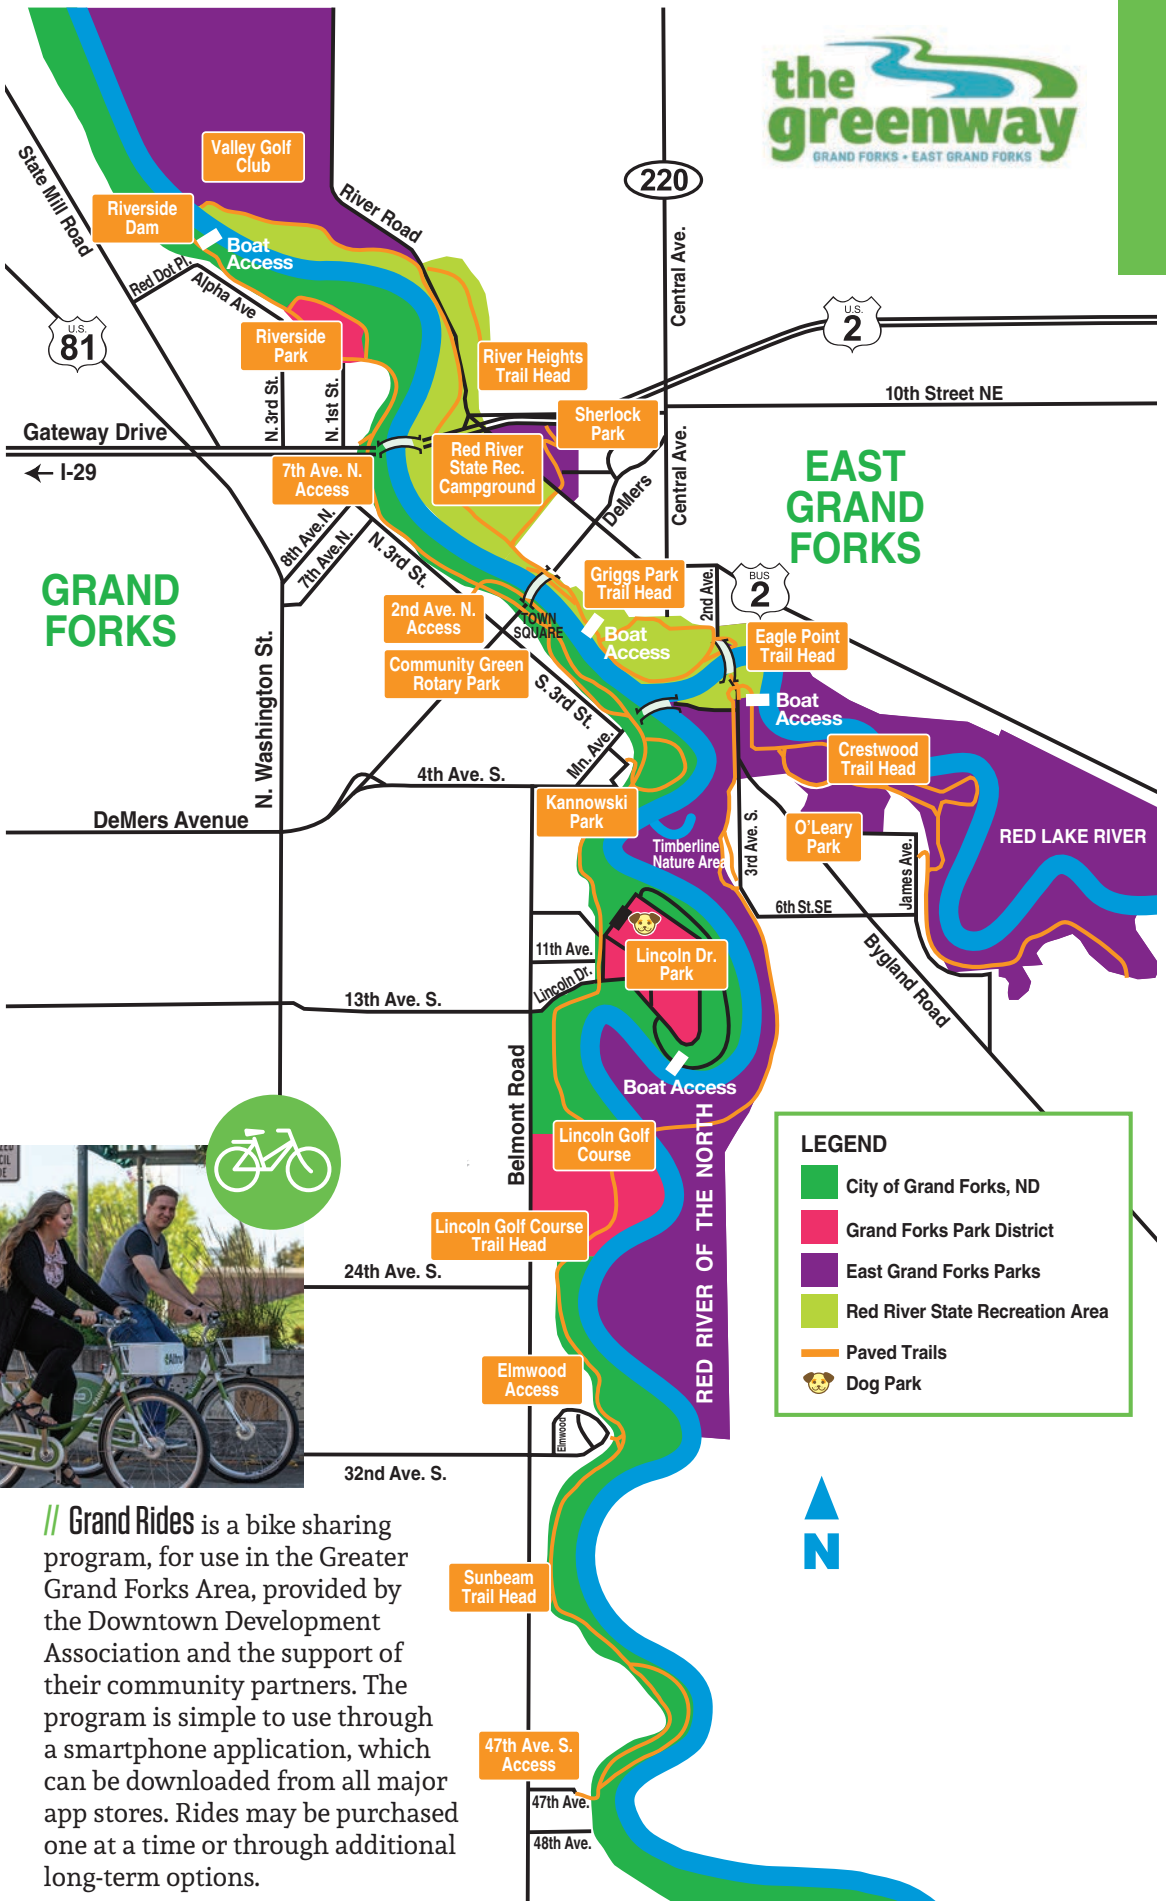 the
greenway
GRAND FORKS • EAST GRAND FORKS
Valley Golf
Club
Riverside
Dam
Boat
Access
State Mill Road
River Road
220
Central Ave.
Red Dot Pl.
Alpha Ave
U.S.
81
U.S.
2
Riverside
Park
River Heights
Trail Head
N. 3rd St.
N. 1st St.
10th Street NE
Sherlock
Park
Gateway Drive
I-29
7th Ave. N.
Access
Red River
State Rec.
Campground
DeMers
Central Ave.
EAST
GRAND
FORKS
8th Ave.N.
7th Ave.N.
N. 3rd St.
GRAND
FORKS
2nd Ave. N.
Access
TOWN
SQUARE
Griggs Park
Trail Head
2nd Ave.
BUS
2
Boat
Access
Eagle Point
Trail Head
Community Green
Rotary Park
S. 3rd St.
Boat
Access
N. Washington St.
Mn. Ave.
Crestwood
Trail Head
4th Ave. S.
Kannowski
Park
DeMers Avenue
Timberline
Nature Area
3rd Ave. S.
O'Leary
Park
RED LAKE RIVER
James Ave.
6th St.SE
11th Ave.
Lincoln Dr.
Lincoln Dr.
Park
13th Ave. S.
Bygland Road
Boat Access
Belmont Road
RED RIVER OF THE NORTH
Lincoln Golf
Course
Lincoln Golf Course
Trail Head
24th Ave. S.
Elmwood
Access
Elmwood
32nd Ave. S.
LEGEND
City of Grand Forks, ND
Grand Forks Park District
East Grand Forks Parks
Red River State Recreation Area
Paved Trails
Dog Park
N
Sunbeam
Trail Head
47th Ave. S.
Access
47th Ave.
48th Ave.
// Grand Rides is a bike sharing
program, for use in the Greater
Grand Forks Area, provided by
the Downtown Development
Association and the support of
their community partners. The
program is simple to use through
a smartphone application, which
can be downloaded from all major
app stores. Rides may be purchased
one at a time or through additional
long-term options.